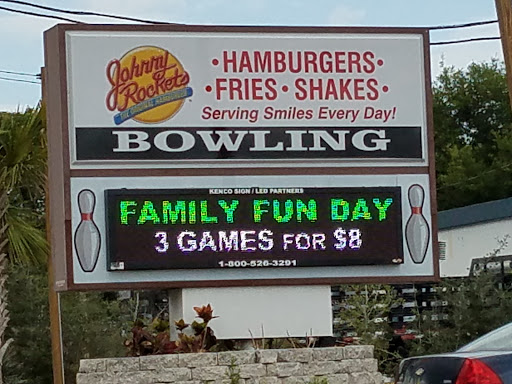 Johnny
Rockets
THE ORIGINAL HAMBURGER
•HAMBURGERS•
•FRIES•SHAKES•
Serving Smiles Every Day!
BOWLING
KENCO SIGN / LED PARTNERS
FAMILY FUN DAY
3 GAMES FOR $8
1-800-526-3291